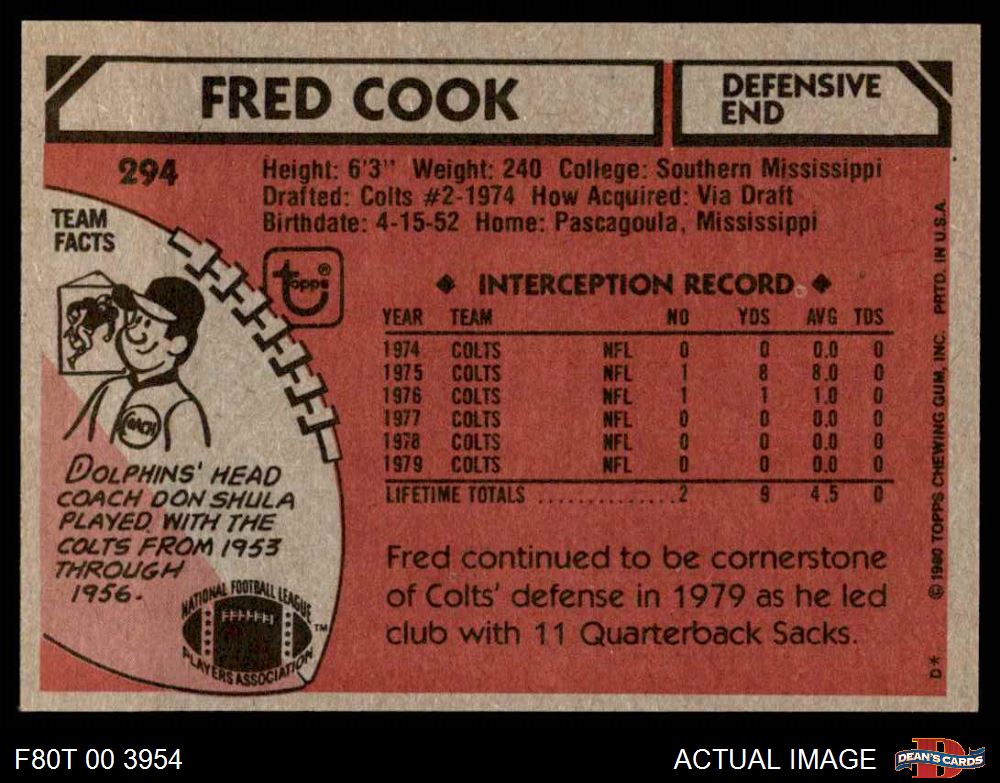 FRED COOK
DEFENSIVE
END
294
Height: 6'3" Weight: 240 College: Southern Mississippi
Drafted: Colts #2-1974 How Acquired: Via Draft
Birthdate: 4-15-52 Home: Pascagoula, Mississippi
TEAM
FACTS
topps®
COACH
DOLPHINS' HEAD
COACH DON SHULA
PLAYED WITH THE
COLTS FROM 1953
THROUGH
1956.
NATIONAL FOOTBALL LEAGUE
PLAYERS ASSOCIATION
TM
◆ INTERCEPTION RECORD ◆
YEAR TEAM NO YDS AVG TDS
1974 COLTS NFL 0 0 0.0 0
1975 COLTS NFL 1 8 8.0 0
1976 COLTS NFL 1 1 1.0 0
1977 COLTS NFL 0 0 0.0 0
1978 COLTS NFL 0 0 0.0 0
1979 COLTS NFL 0 0 0.0 0
LIFETIME TOTALS ..............2 9 4.5 0
Fred continued to be cornerstone
of Colts' defense in 1979 as he led
club with 11 Quarterback Sacks.
D* © 1980 TOPPS CHEWING GUM, INC. PRTD. IN U.S.A.
F80T 00 3954
ACTUAL IMAGE
D
DEAN'S CARDS